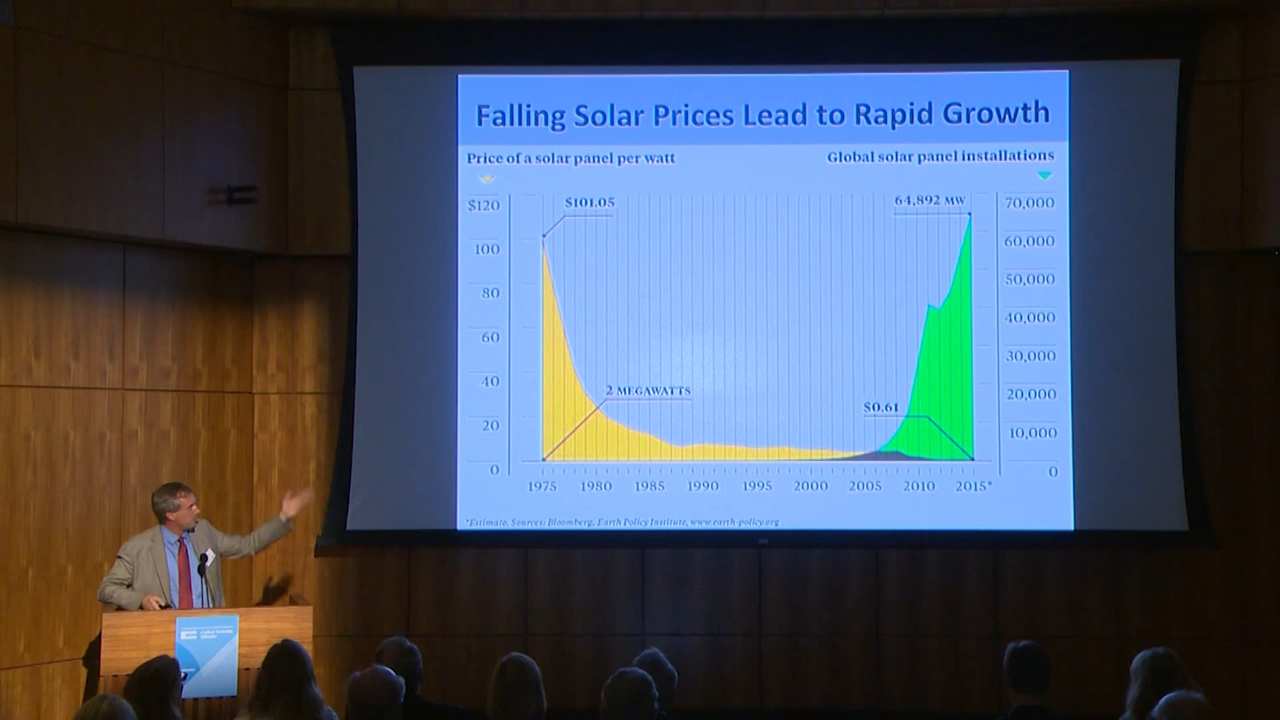 Falling Solar Prices Lead to Rapid Growth
Price of a solar panel per watt
Global solar panel installations
$120
100
80
60
40
20
0
$101.05
2 MEGAWATTS
64,892 MW
$0.61
70,000
60,000
50,000
40,000
30,000
20,000
10,000
0
1975 1980 1985 1990 1995 2000 2005 2010 2015*
*Estimate. Sources: Bloomberg, Earth Policy Institute, www.earth-policy.org